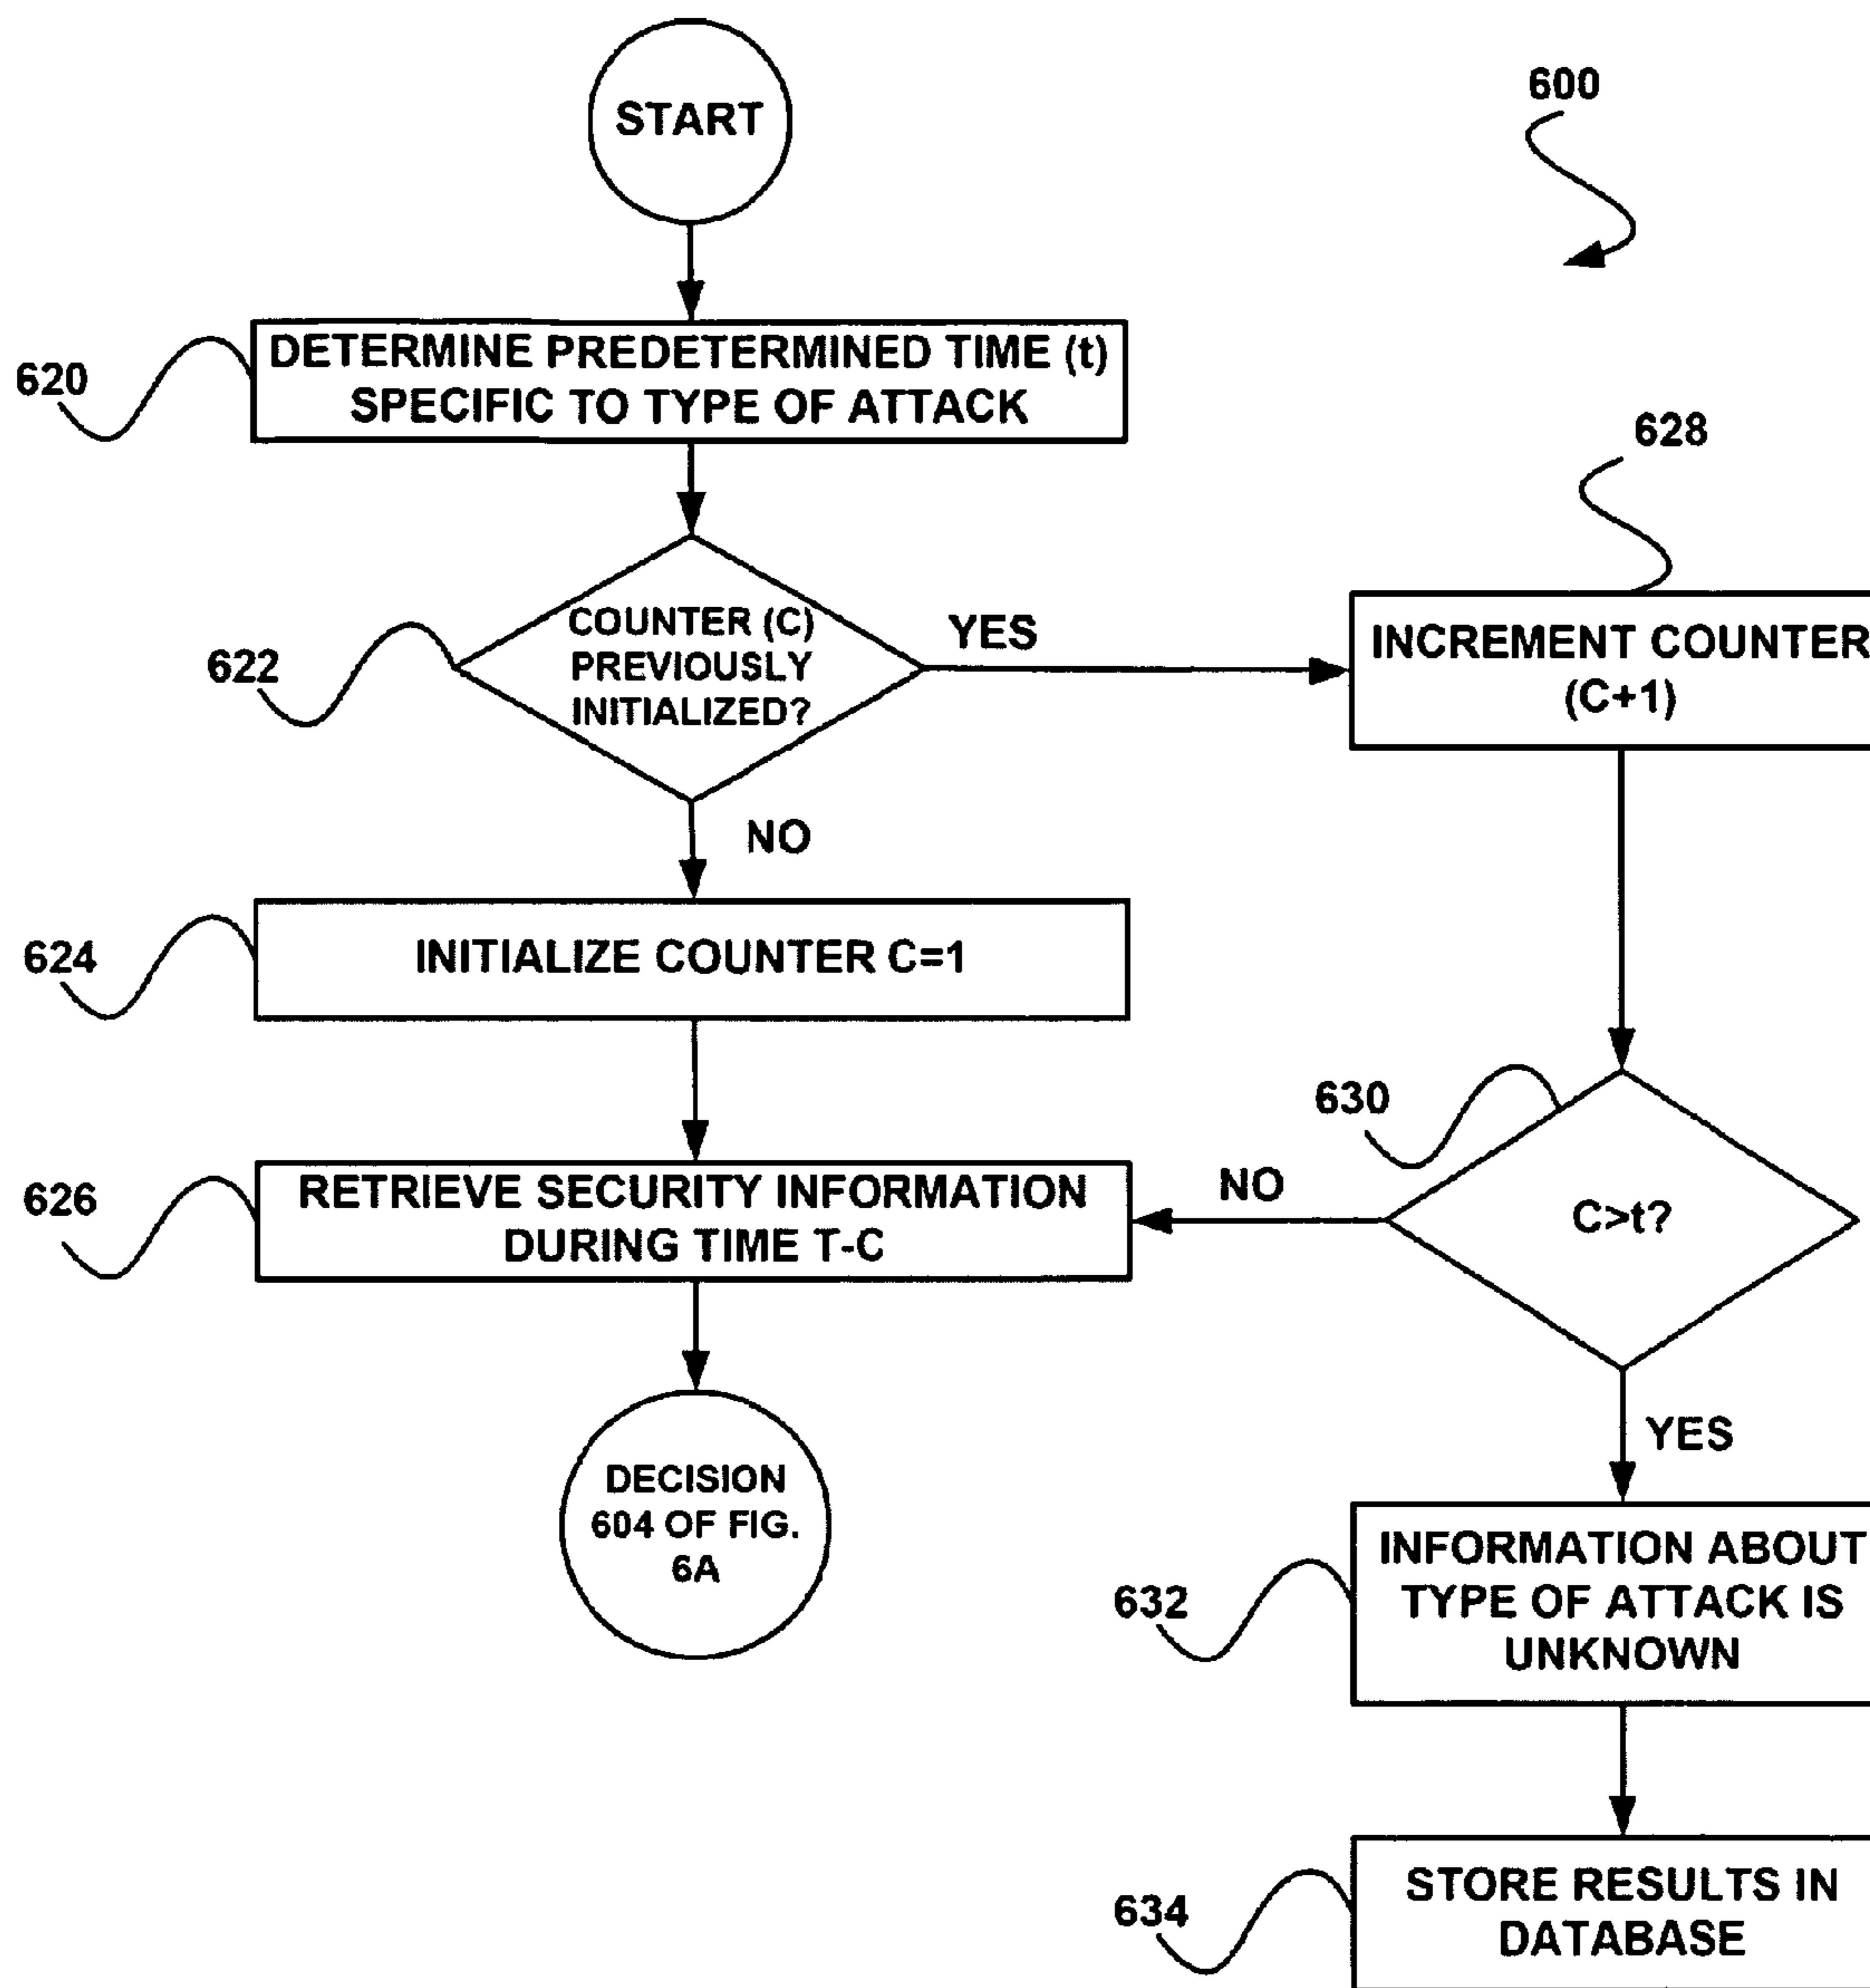 START
600
620
DETERMINE PREDETERMINED TIME (t)
SPECIFIC TO TYPE OF ATTACK
628
622
COUNTER (C)
PREVIOUSLY
INITIALIZED?
YES
INCREMENT COUNTER
(C+1)
NO
624
INITIALIZE COUNTER C=1
630
626
RETRIEVE SECURITY INFORMATION
DURING TIME T-C
NO
C>t?
YES
DECISION
604 OF FIG.
6A
632
INFORMATION ABOUT
TYPE OF ATTACK IS
UNKNOWN
634
STORE RESULTS IN
DATABASE